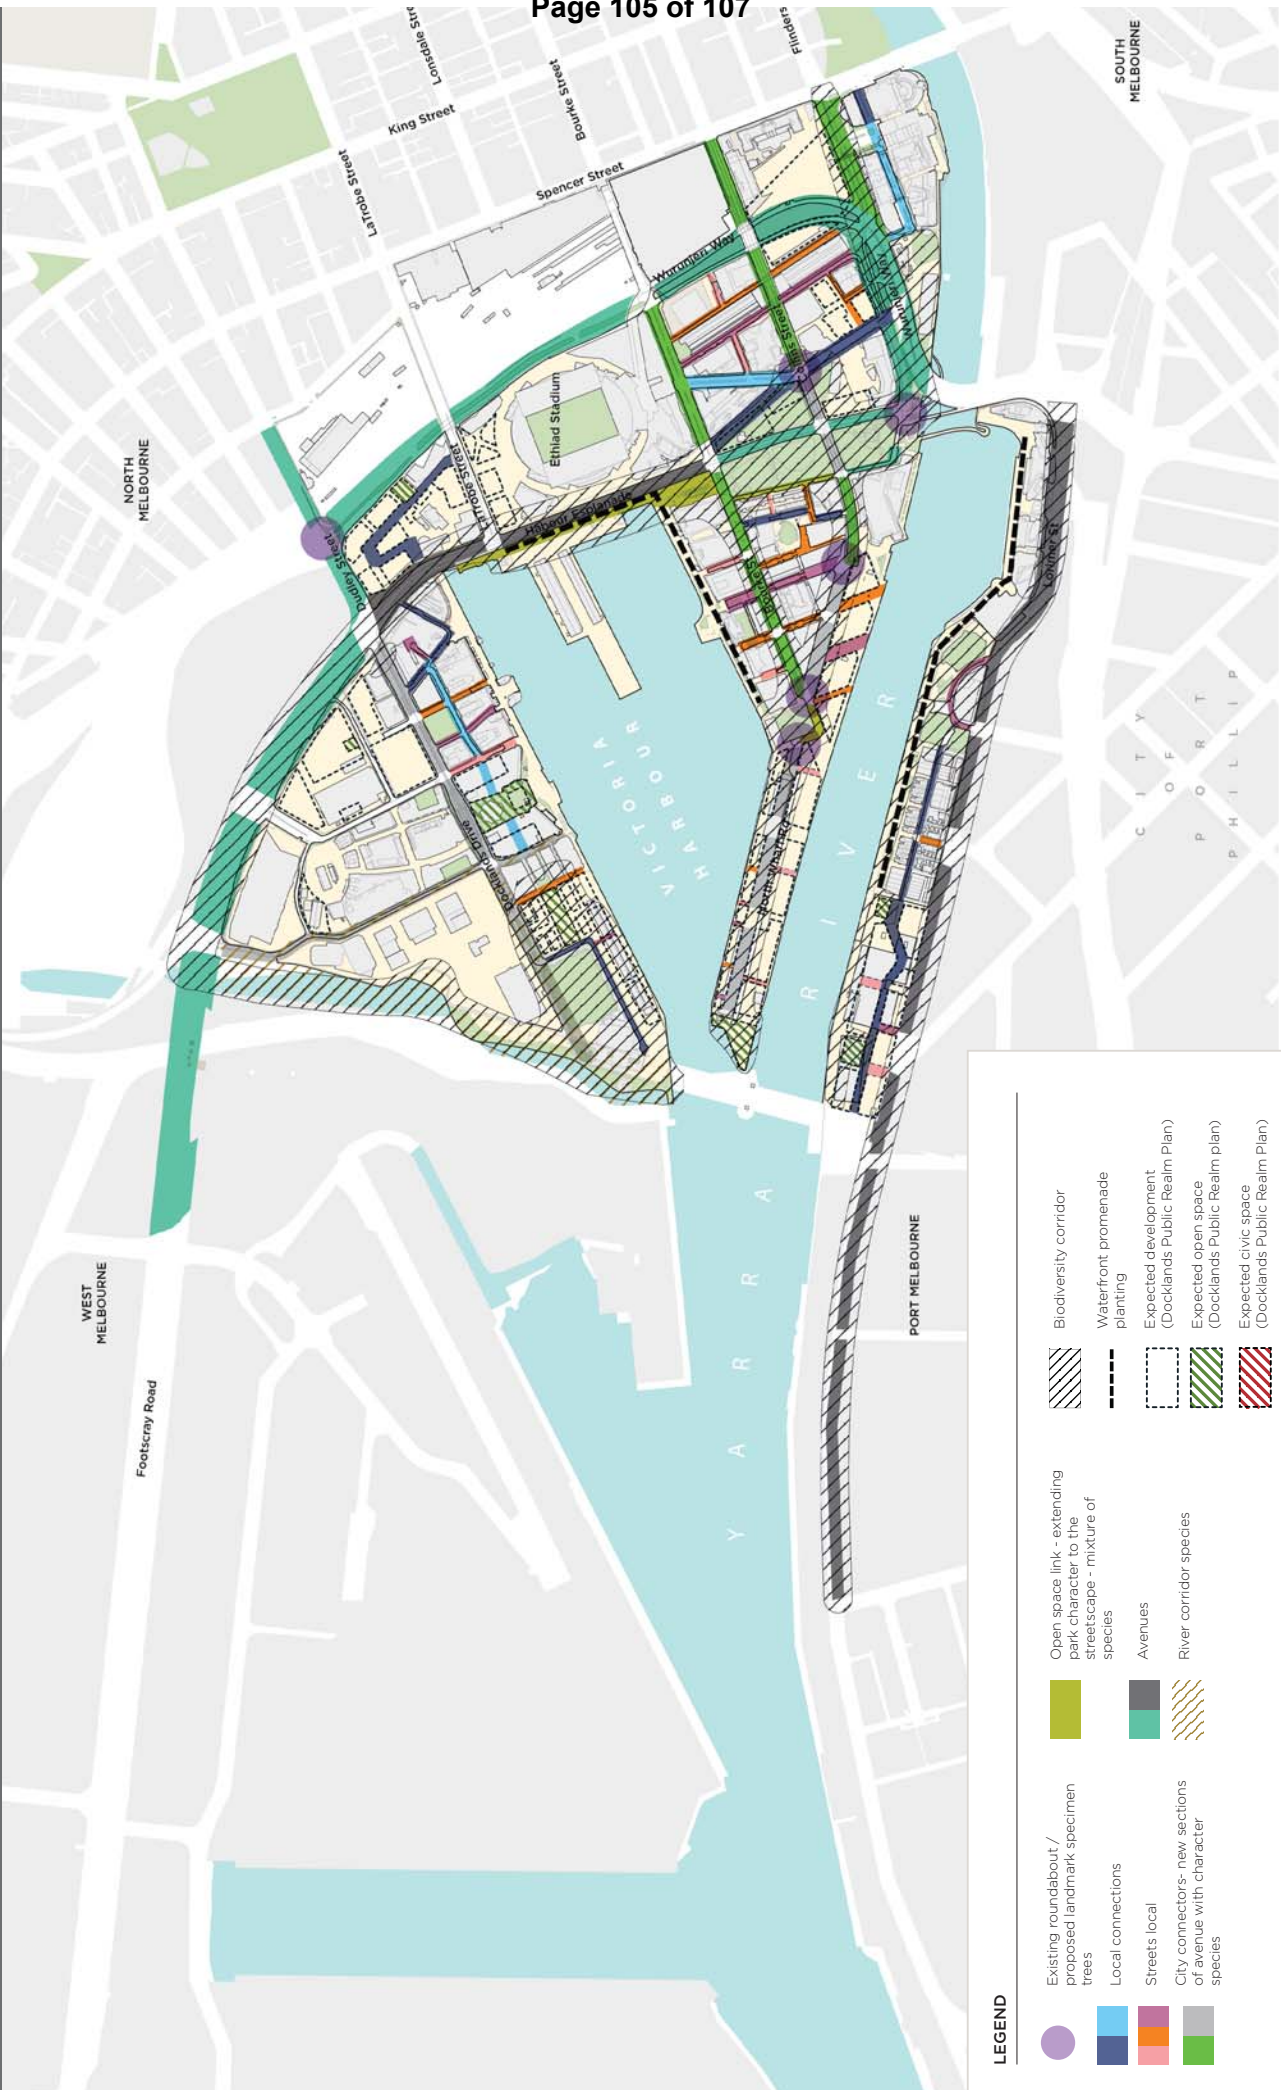 Page 105 of 107
Lonsdale Stre
Bourke Street
Flinders
King Street
LaTrobe Street
Spencer Street
SOUTH
MELBOURNE
NORTH
MELBOURNE
Wurundjeri Way
Wurundjeri Way
Collins Street
Ethiad Stadium
LaTrobe Street
Habour Esplanade
Dudley Street
Bourke St
Lorimer St
Docklands Drive
North Wharf Rd
VICTORIA
HARBOUR
YARRA RIVER
CITY
OF
PORT
PHILLIP
WEST
MELBOURNE
Footscray Road
PORT MELBOURNE
LEGEND
Existing roundabout /
proposed landmark specimen
trees
Local connections
Streets local
City connectors- new sections
of avenue with character
species
Open space link - extending
park character to the
streetscape - mixture of
species
Avenues
River corridor species
Biodiversity corridor
Waterfront promenade
planting
Expected development
(Docklands Public Realm Plan)
Expected open space
(Docklands Public Realm plan)
Expected civic space
(Docklands Public Realm Plan)